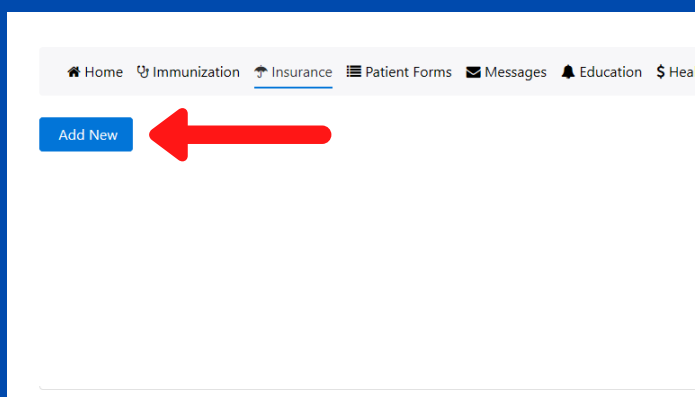 Home Immunization Insurance Patient Forms Messages Education $ Hea
Add New